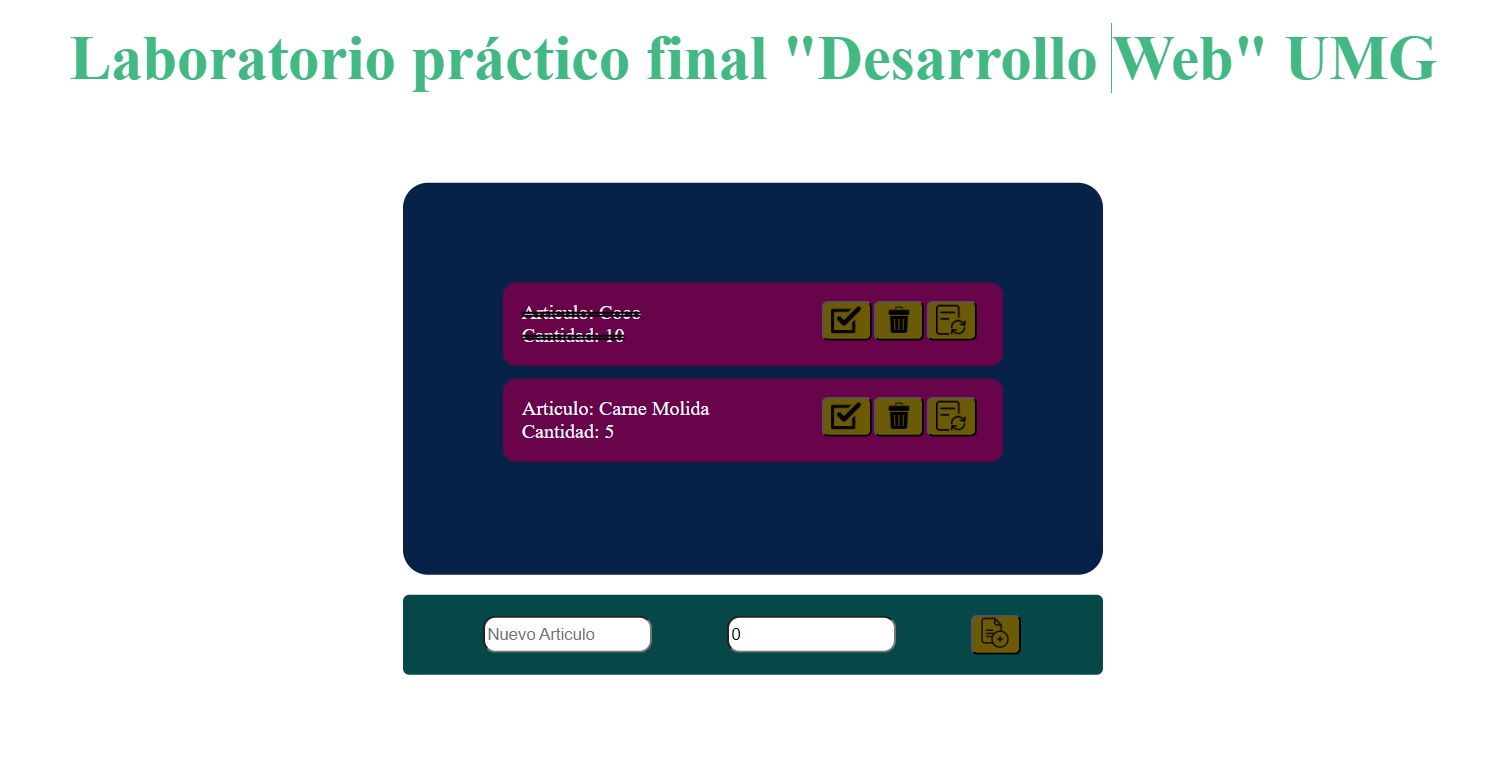 Laboratorio práctico final "Desarrollo Web" UMG
Articulo: Coco
Cantidad: 10
Articulo: Carne Molida
Cantidad: 5
Nuevo Articulo
0